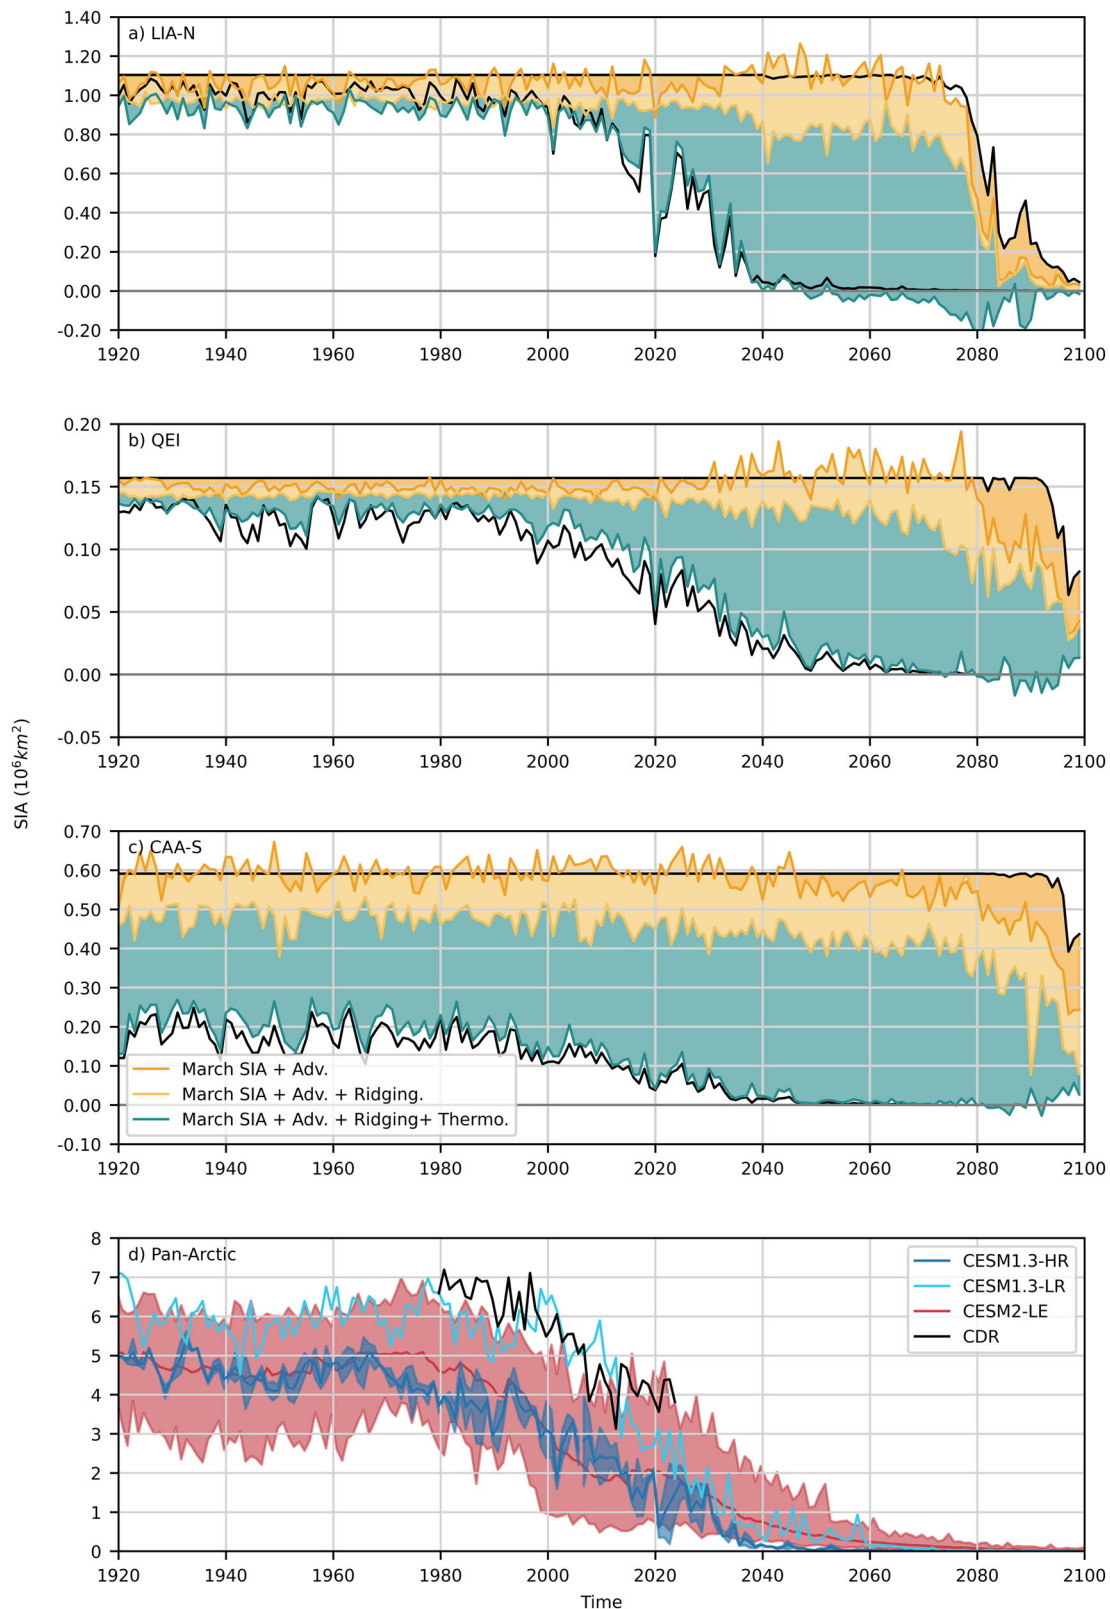 1.40
a) LIA-N
1.20
1.00
0.80
0.60
0.40
0.20
0.00
-0.20
1920 1940 1960 1980 2000 2020 2040 2060 2080 2100
0.20
b) QEI
0.15
0.10
0.05
0.00
-0.05
1920 1940 1960 1980 2000 2020 2040 2060 2080 2100
SIA (10⁶km²)
0.70
c) CAA-S
0.60
0.50
0.40
0.30
0.20
0.10
0.00
-0.10
March SIA + Adv.
March SIA + Adv. + Ridging.
March SIA + Adv. + Ridging+ Thermo.
1920 1940 1960 1980 2000 2020 2040 2060 2080 2100
8
d) Pan-Arctic
7
6
5
4
3
2
1
0
CESM1.3-HR
CESM1.3-LR
CESM2-LE
CDR
1920 1940 1960 1980 2000 2020 2040 2060 2080 2100
Time